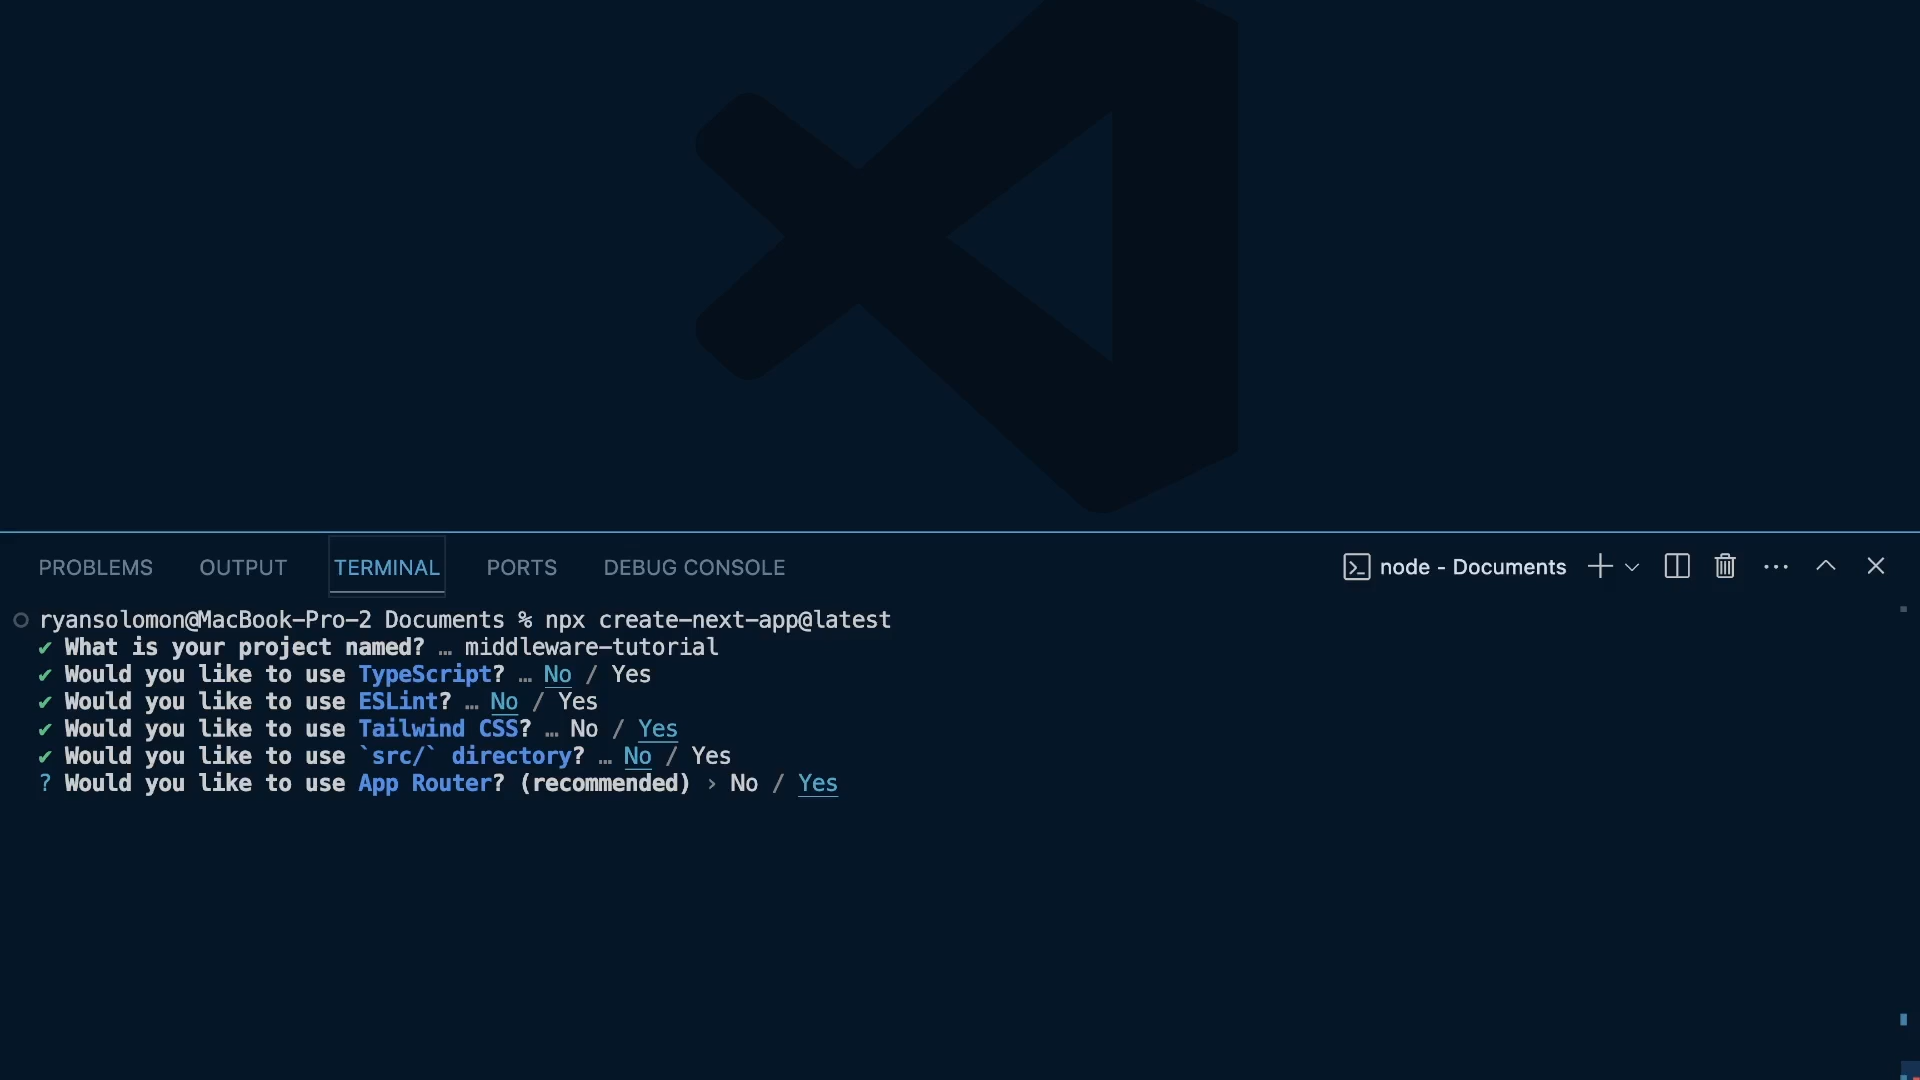 PROBLEMS OUTPUT TERMINAL PORTS DEBUG CONSOLE node - Documents
ryansolomon@MacBook-Pro-2 Documents % npx create-next-app@latest
✔ What is your project named? … middleware-tutorial
✔ Would you like to use TypeScript? … No / Yes
✔ Would you like to use ESLint? … No / Yes
✔ Would you like to use Tailwind CSS? … No / Yes
✔ Would you like to use `src/` directory? … No / Yes
? Would you like to use App Router? (recommended) › No / Yes